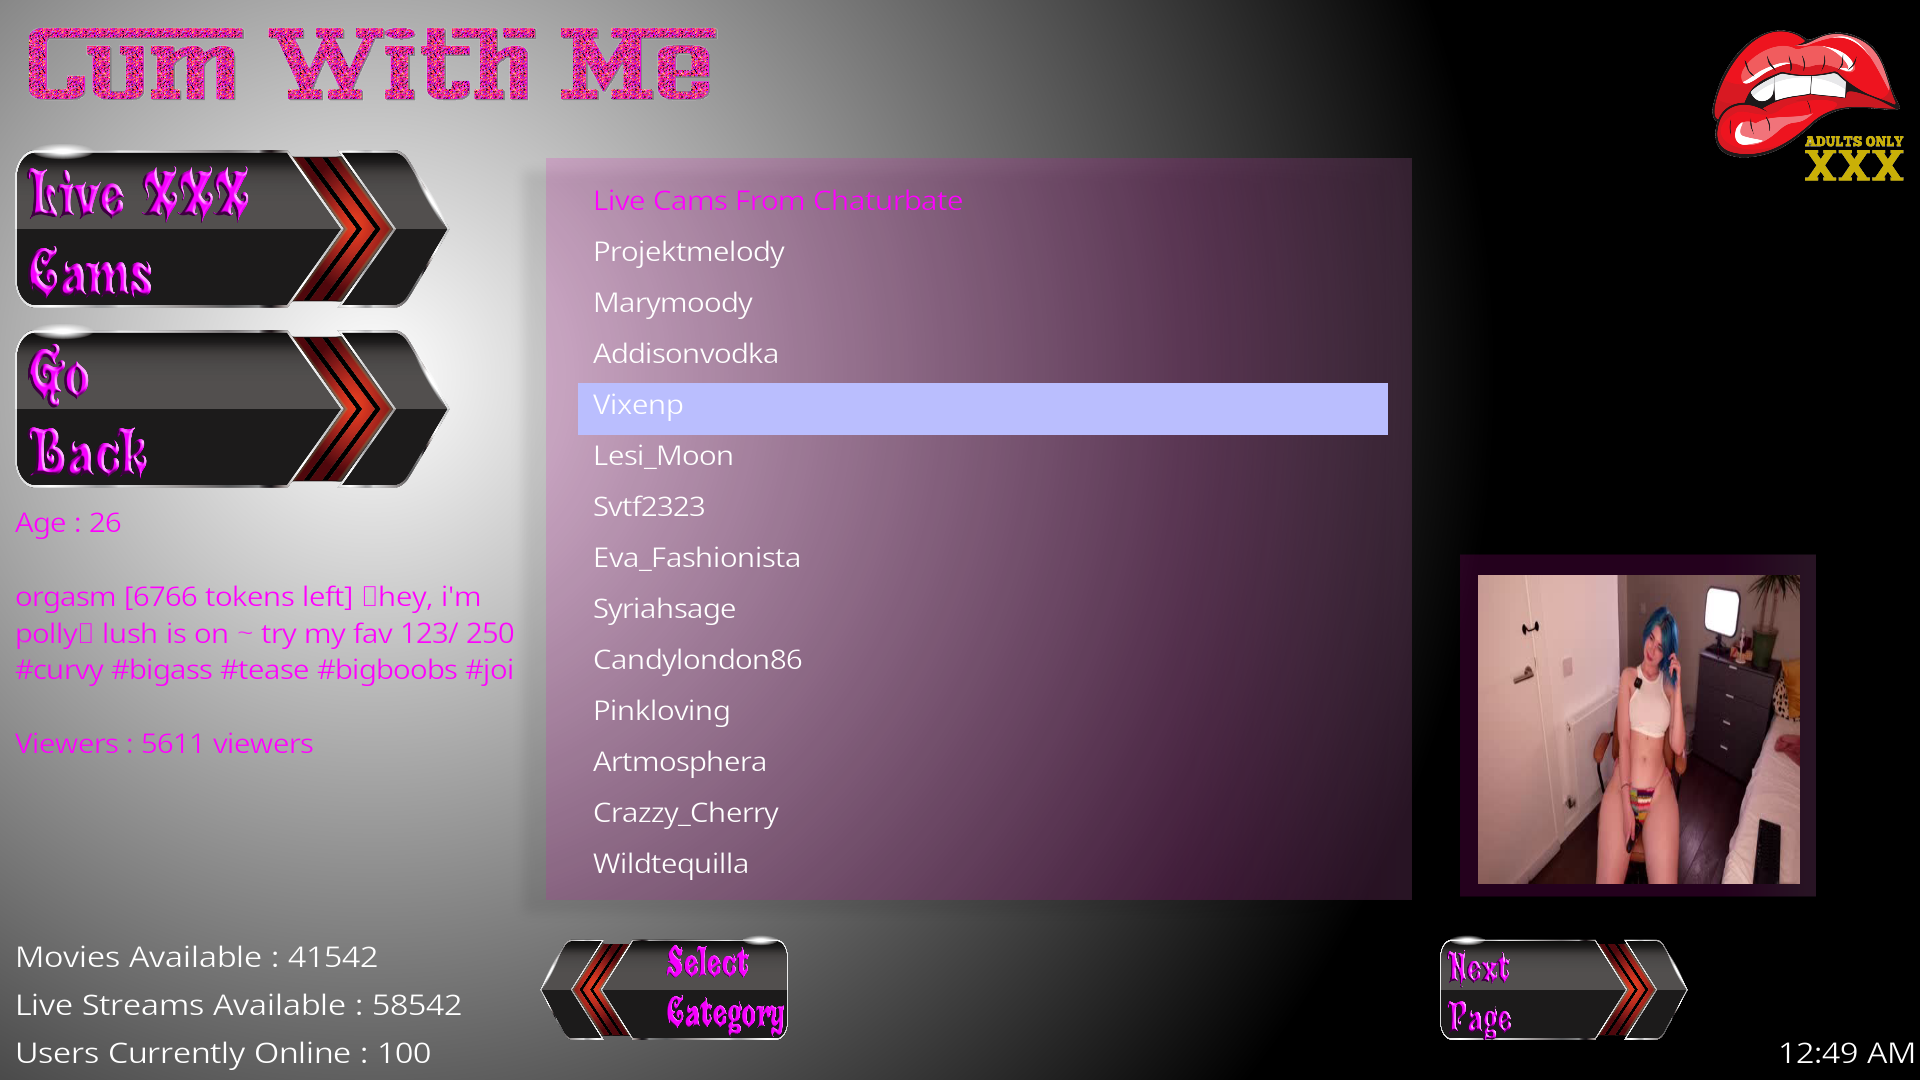 Cum With Me
ADULTS ONLY
XXX
Live XXX
Cams
Go
Back
Age : 26
orgasm [6766 tokens left] hey, i'm
polly lush is on ~ try my fav 123/ 250
#curvy #bigass #tease #bigboobs #joi
Viewers : 5611 viewers
Live Cams From Chaturbate
Projektmelody
Marymoody
Addisonvodka
Vixenp
Lesi_Moon
Svtf2323
Eva_Fashionista
Syriahsage
Candylondon86
Pinkloving
Artmosphera
Crazzy_Cherry
Wildtequilla
Movies Available : 41542
Live Streams Available : 58542
Users Currently Online : 100
Select
Category
Next
Page
12:49 AM